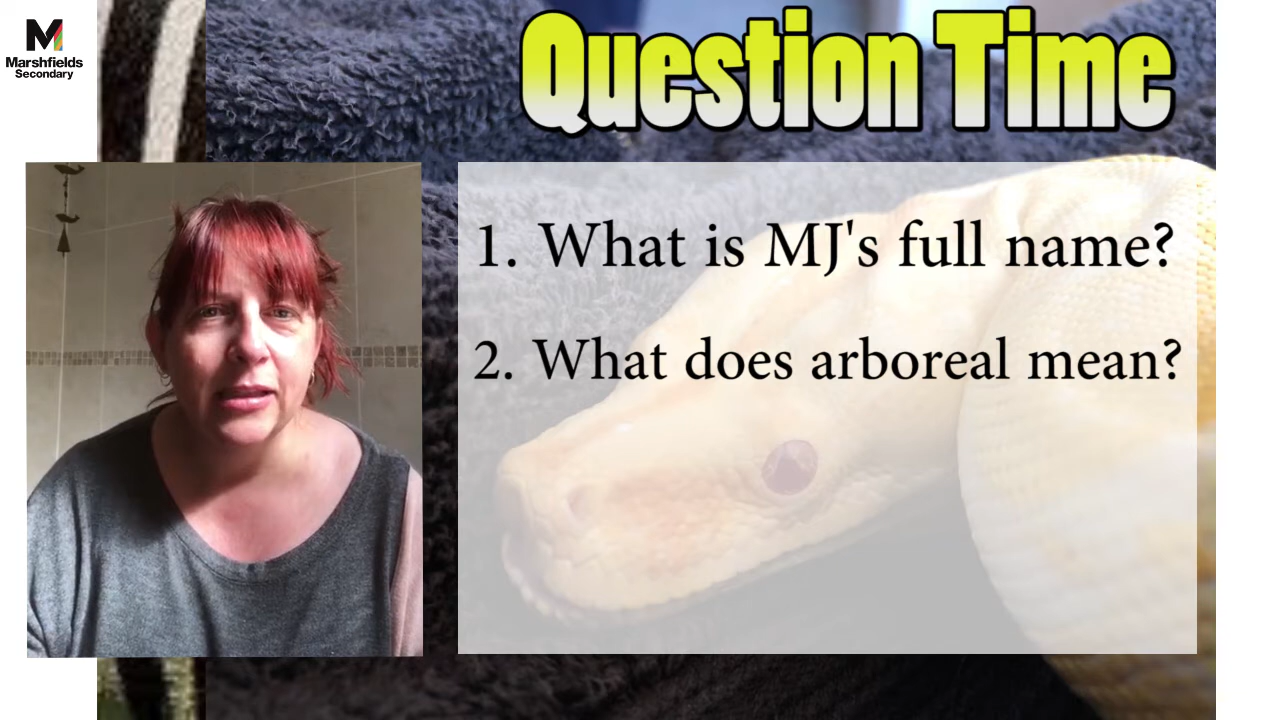 Marshfields
Secondary
Question Time
1. What is MJ's full name?
2. What does arboreal mean?